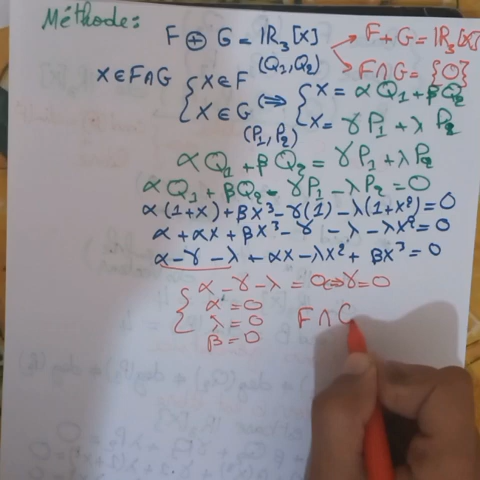 Méthode:
F ⊕ G = ℝ₃[X] → F + G = ℝ₃[X]
→ F ∩ G = {0}
(Q₁, Q₂)
X ∈ F ∩ G { X ∈ F ⇔ { X = αQ₁ + βQ₂
X ∈ G X = γP₁ + λP₂
(P₁, P₂)
αQ₁ + βQ₂ = γP₁ + λP₂
αQ₁ + βQ₂ - γP₁ - λP₂ = 0
α(1+X) + βX³ - γ(1) - λ(1+X²) = 0
α + αX + βX³ - γ - λ - λX² = 0
α - γ - λ + αX - λX² + βX³ = 0
{ α - γ - λ = 0 ⇒ γ = 0
α = 0
λ = 0
β = 0
F ∩ G